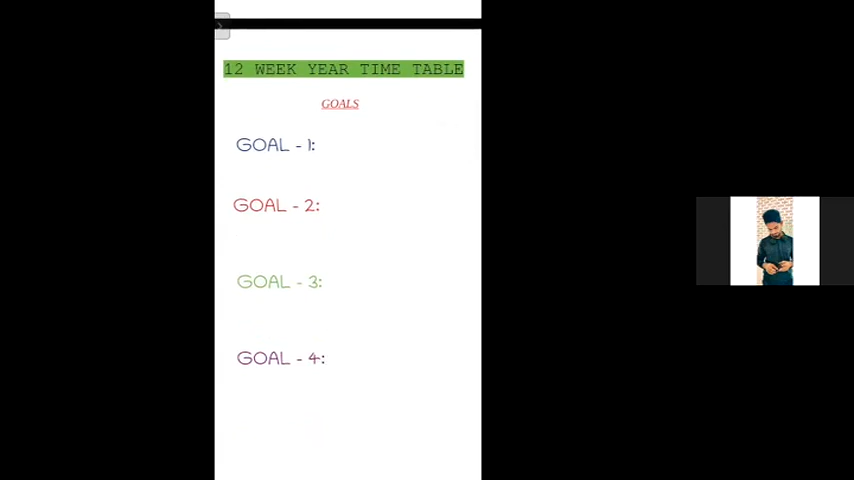 12 WEEK YEAR TIME TABLE
GOALS
GOAL - 1:
GOAL - 2:
GOAL - 3:
GOAL - 4: